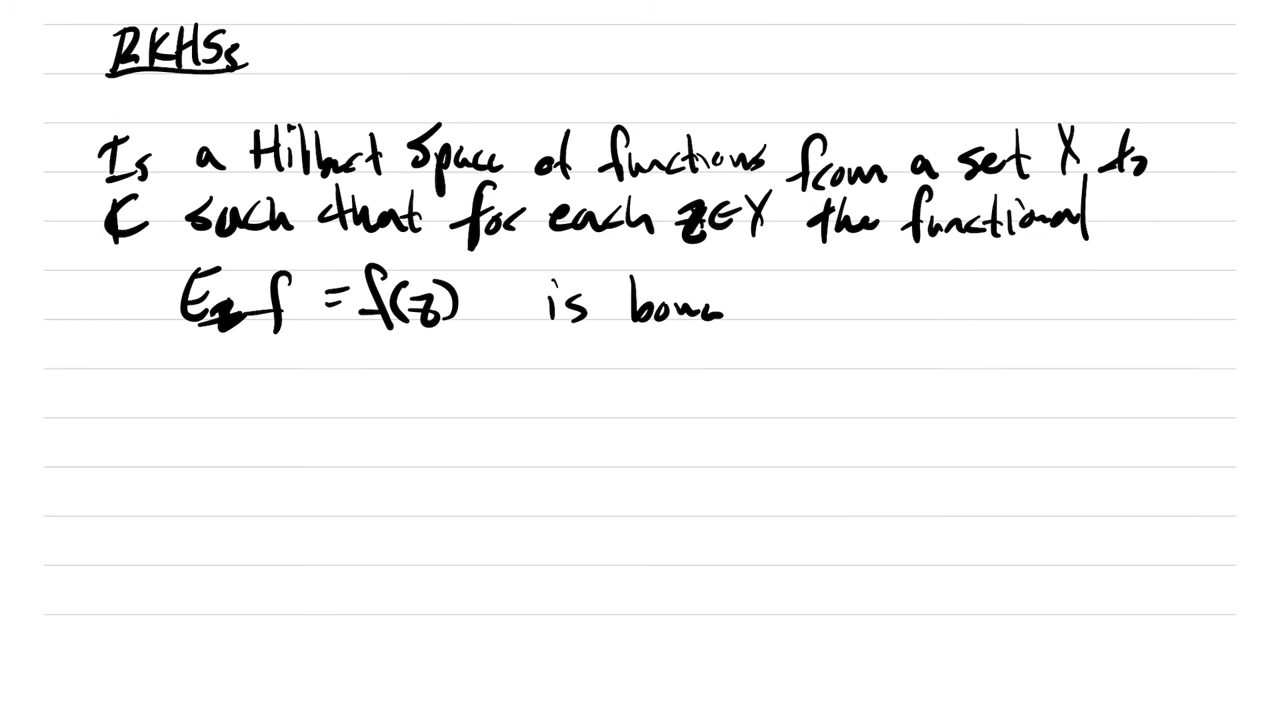 RKHSs
Is a Hilbert Space of functions from a set X to
ℂ such that for each z ∈ X the functional
E_z f = f(z) is boun